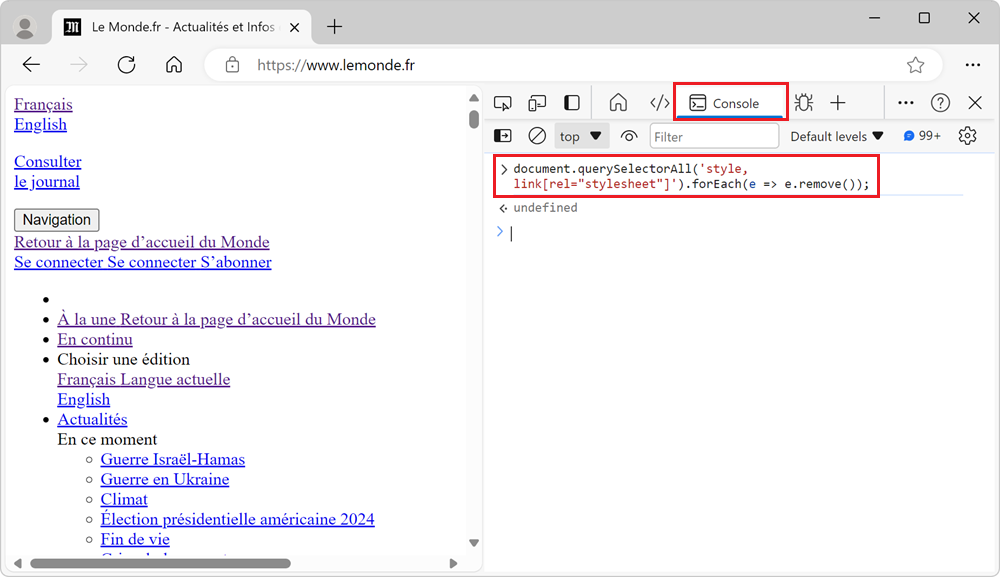 Le Monde.fr - Actualités et Infos
https://www.lemonde.fr
Français
English
Consulter
le journal
Navigation
Retour à la page d’accueil du Monde
Se connecter Se connecter S’abonner
À la une Retour à la page d’accueil du Monde
En continu
Choisir une édition
Français Langue actuelle
English
Actualités
En ce moment
Guerre Israël-Hamas
Guerre en Ukraine
Climat
Élection présidentielle américaine 2024
Fin de vie
Console
top
Filter
Default levels
99+
document.querySelectorAll('style,
link[rel="stylesheet"]').forEach(e => e.remove());
undefined